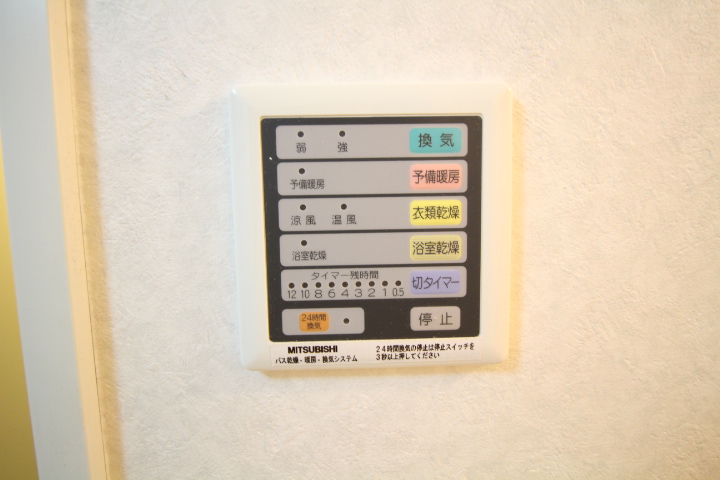 弱 強 換気
予備暖房 予備暖房
涼風 温風 衣類乾燥
浴室乾燥 浴室乾燥
タイマー残時間
12 10 8 6 4 3 2 1 0.5 切タイマー
24時間
換気
停止
MITSUBISHI
バス乾燥・暖房・換気システム
24時間換気の停止は停止スイッチを
3秒以上押してください